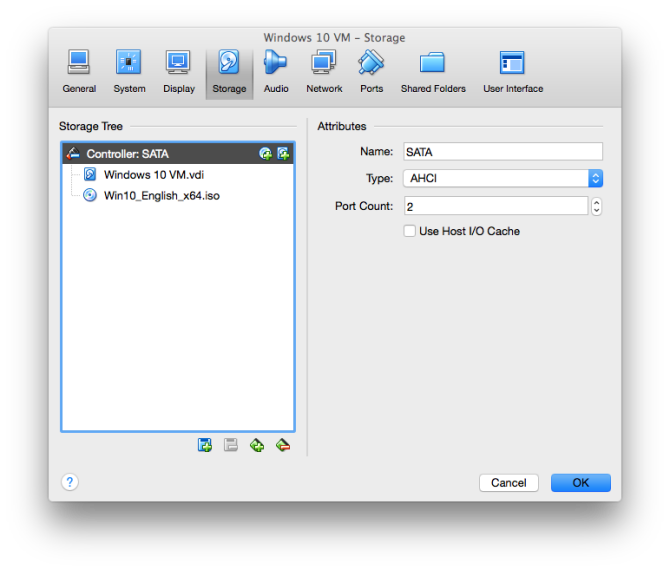 Windows 10 VM – Storage
General System Display Storage Audio Network Ports Shared Folders User Interface
Storage Tree
Attributes
Controller: SATA
Windows 10 VM.vdi
Win10_English_x64.iso
Name: SATA
Type: AHCI
Port Count: 2
Use Host I/O Cache
? Cancel OK